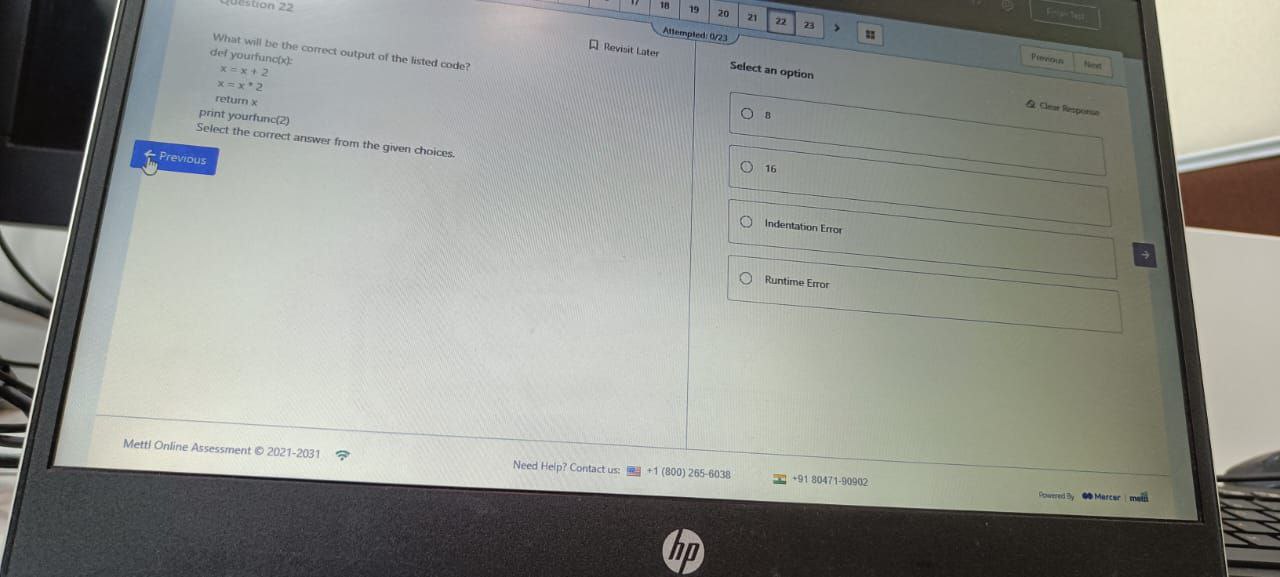 Question 22
17 18 19 20 21 22 23
Attempted: 0/23
Finish Test
Previous Next
What will be the correct output of the listed code?
def yourfunc(x):
x = x + 2
x = x * 2
return x
print yourfunc(2)
Select the correct answer from the given choices.
← Previous
Revisit Later
Select an option
Clear Response
8
16
Indentation Error
Runtime Error
Mettl Online Assessment © 2021-2031
Need Help? Contact us: +1 (800) 265-6038 +91 80471-90902
Powered By Mercer mettl
hp